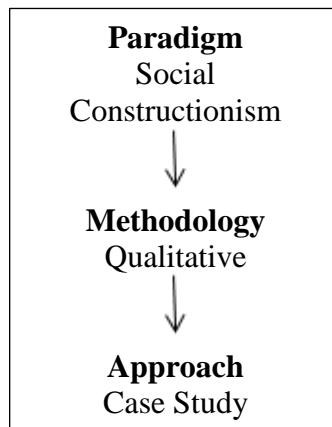 Paradigm
Social
Constructionism
Methodology
Qualitative
Approach
Case Study